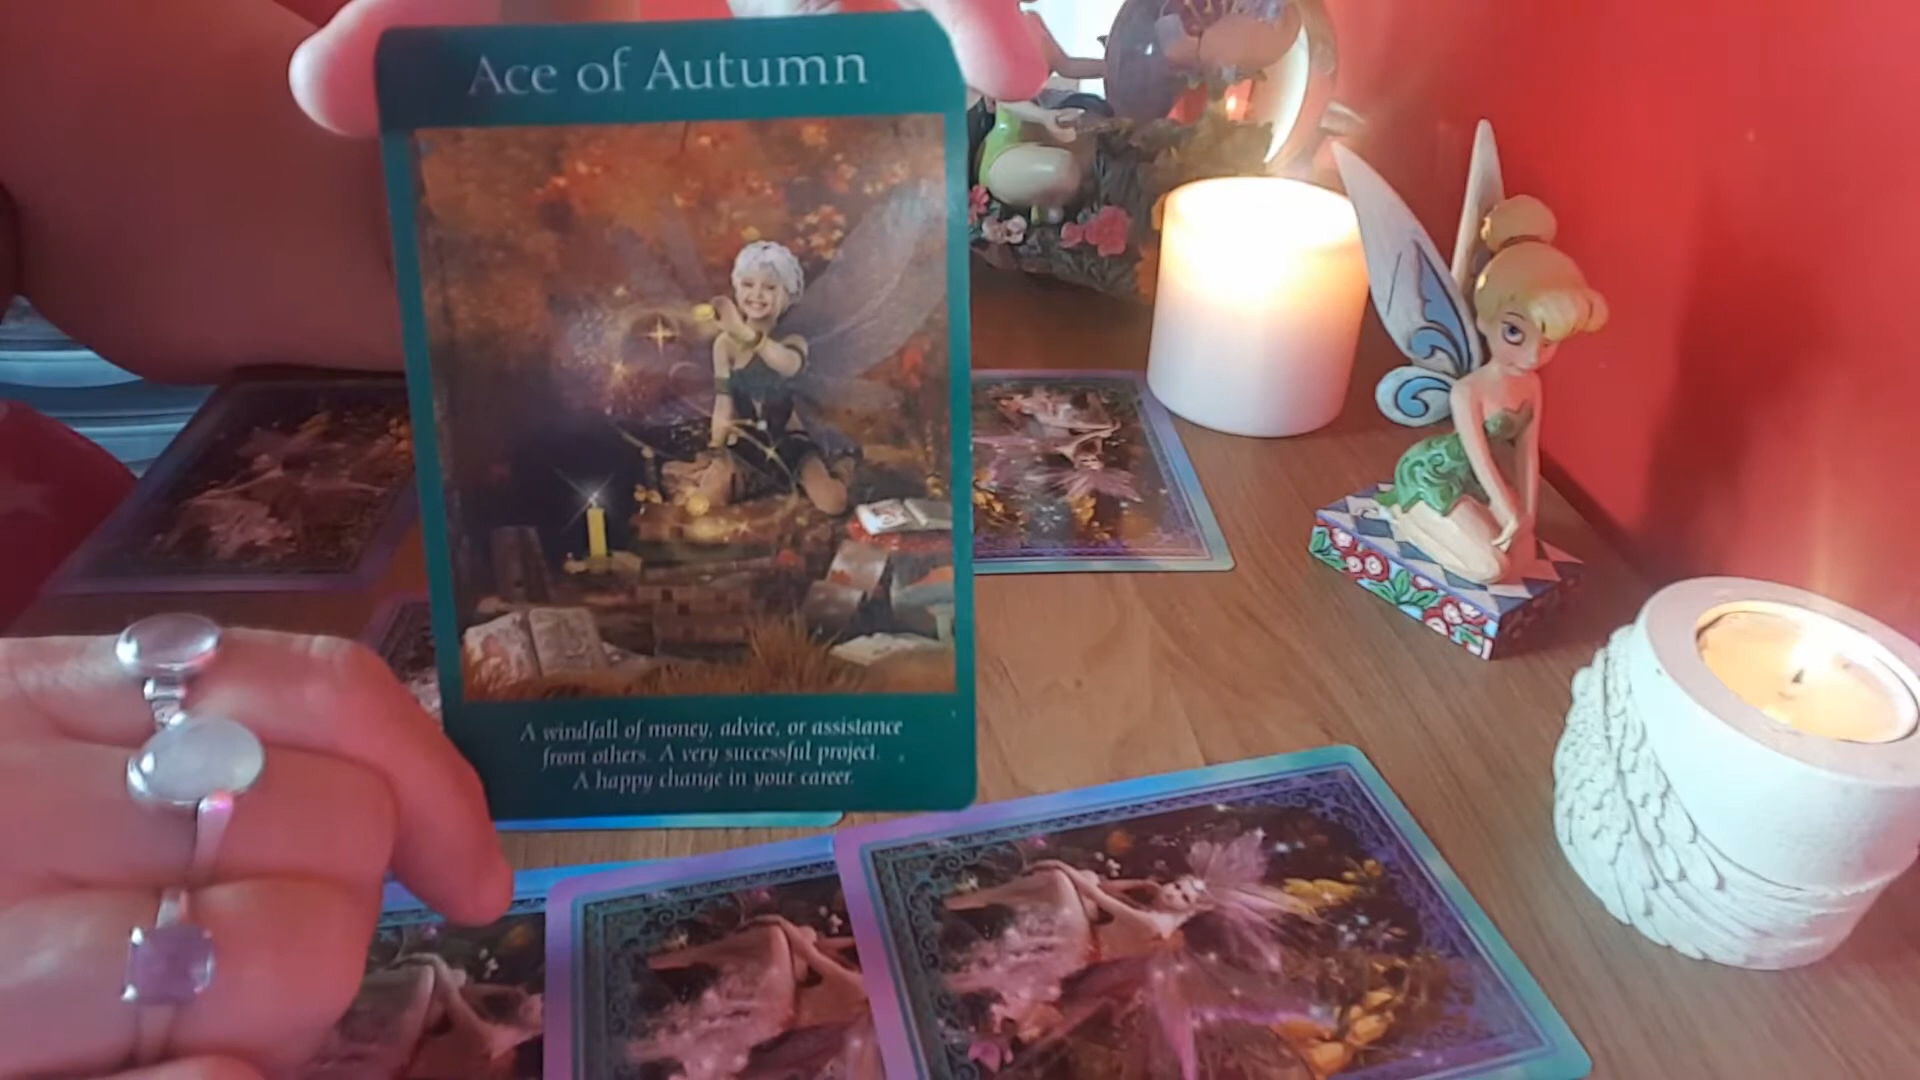 Ace of Autumn
A windfall of money, advice, or assistance
from others. A very successful project.
A happy change in your career.